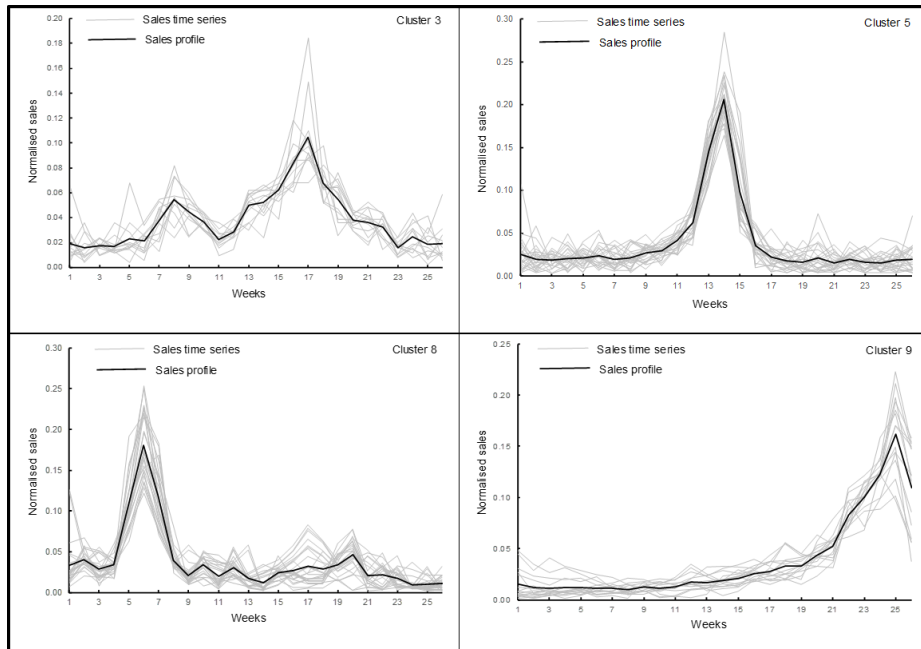 Sales time series
Cluster 3
Sales profile
Normalised sales
0.20
0.18
0.16
0.14
0.12
0.10
0.08
0.06
0.04
0.02
0.00
1 3 5 7 9 11 13 15 17 19 21 23 25
Weeks
Sales time series
Cluster 5
Sales profile
Normalised sales
0.30
0.25
0.20
0.15
0.10
0.05
0.00
1 3 5 7 9 11 13 15 17 19 21 23 25
Weeks
Sales time series
Cluster 8
Sales profile
Normalised sales
0.30
0.25
0.20
0.15
0.10
0.05
0.00
1 3 5 7 9 11 13 15 17 19 21 23 25
Weeks
Sales time series
Cluster 9
Sales profile
Normalised sales
0.25
0.20
0.15
0.10
0.05
0.00
1 3 5 7 9 11 13 15 17 19 21 23 25
Weeks